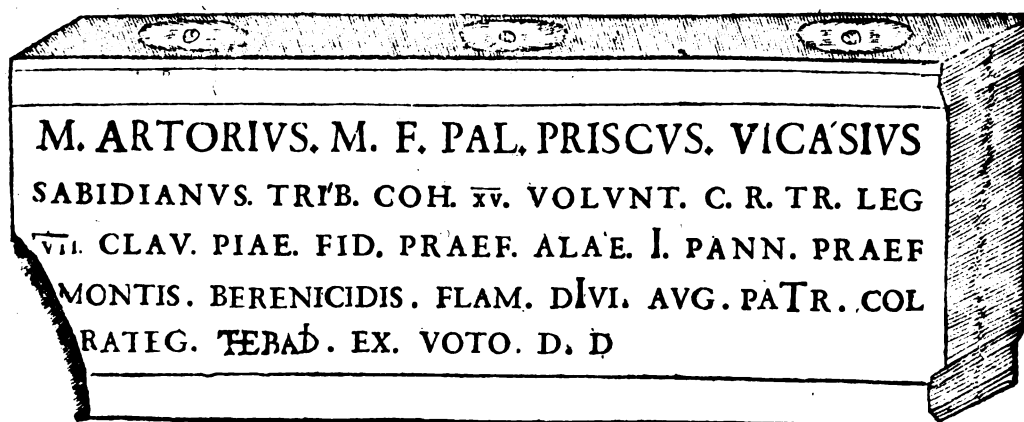 M. ARTORIVS. M. F. PAL. PRISCVS. VICASIVS
SABIDIANVS. TRIB. COH. XV. VOLVNT. C. R. TR. LEG
VII. CLAV. PIAE. FID. PRAEF. ALAE. I. PANN. PRAEF
MONTIS. BERENICIDIS. FLAM. DIVI. AVG. PATR. COL
RATEG. THEBAD. EX. VOTO. D. D